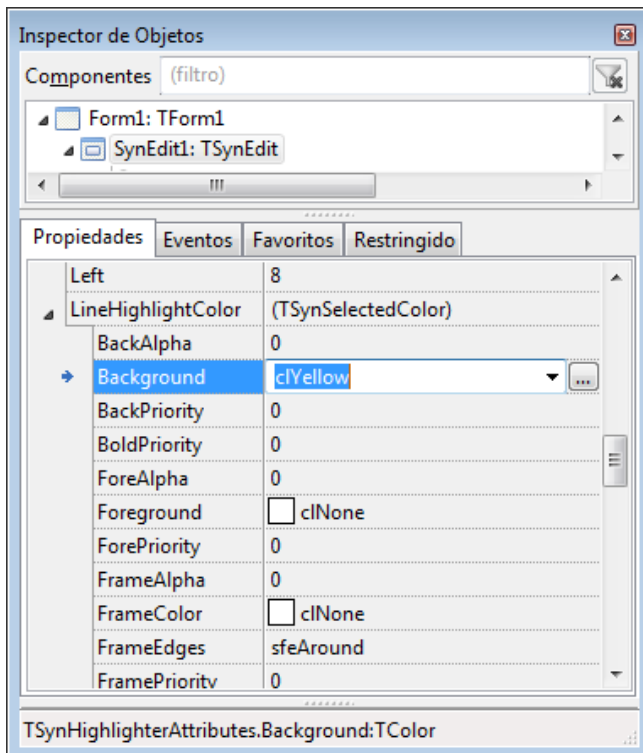 Inspector de Objetos
Componentes (filtro)
Form1: TForm1
SynEdit1: TSynEdit
Propiedades Eventos Favoritos Restringido
Left 8
LineHighlightColor (TSynSelectedColor)
BackAlpha 0
Background clYellow ...
BackPriority 0
BoldPriority 0
ForeAlpha 0
Foreground clNone
ForePriority 0
FrameAlpha 0
FrameColor clNone
FrameEdges sfeAround
FramePriority 0
TSynHighlighterAttributes.Background:TColor